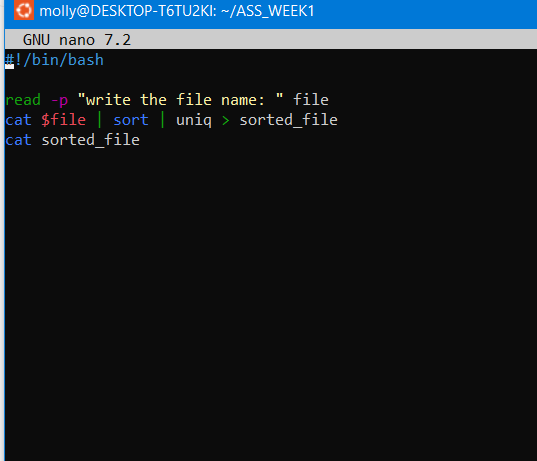 molly@DESKTOP-T6TU2KI: ~/ASS_WEEK1
GNU nano 7.2
#!/bin/bash
read -p "write the file name: " file
cat $file | sort | uniq > sorted_file
cat sorted_file